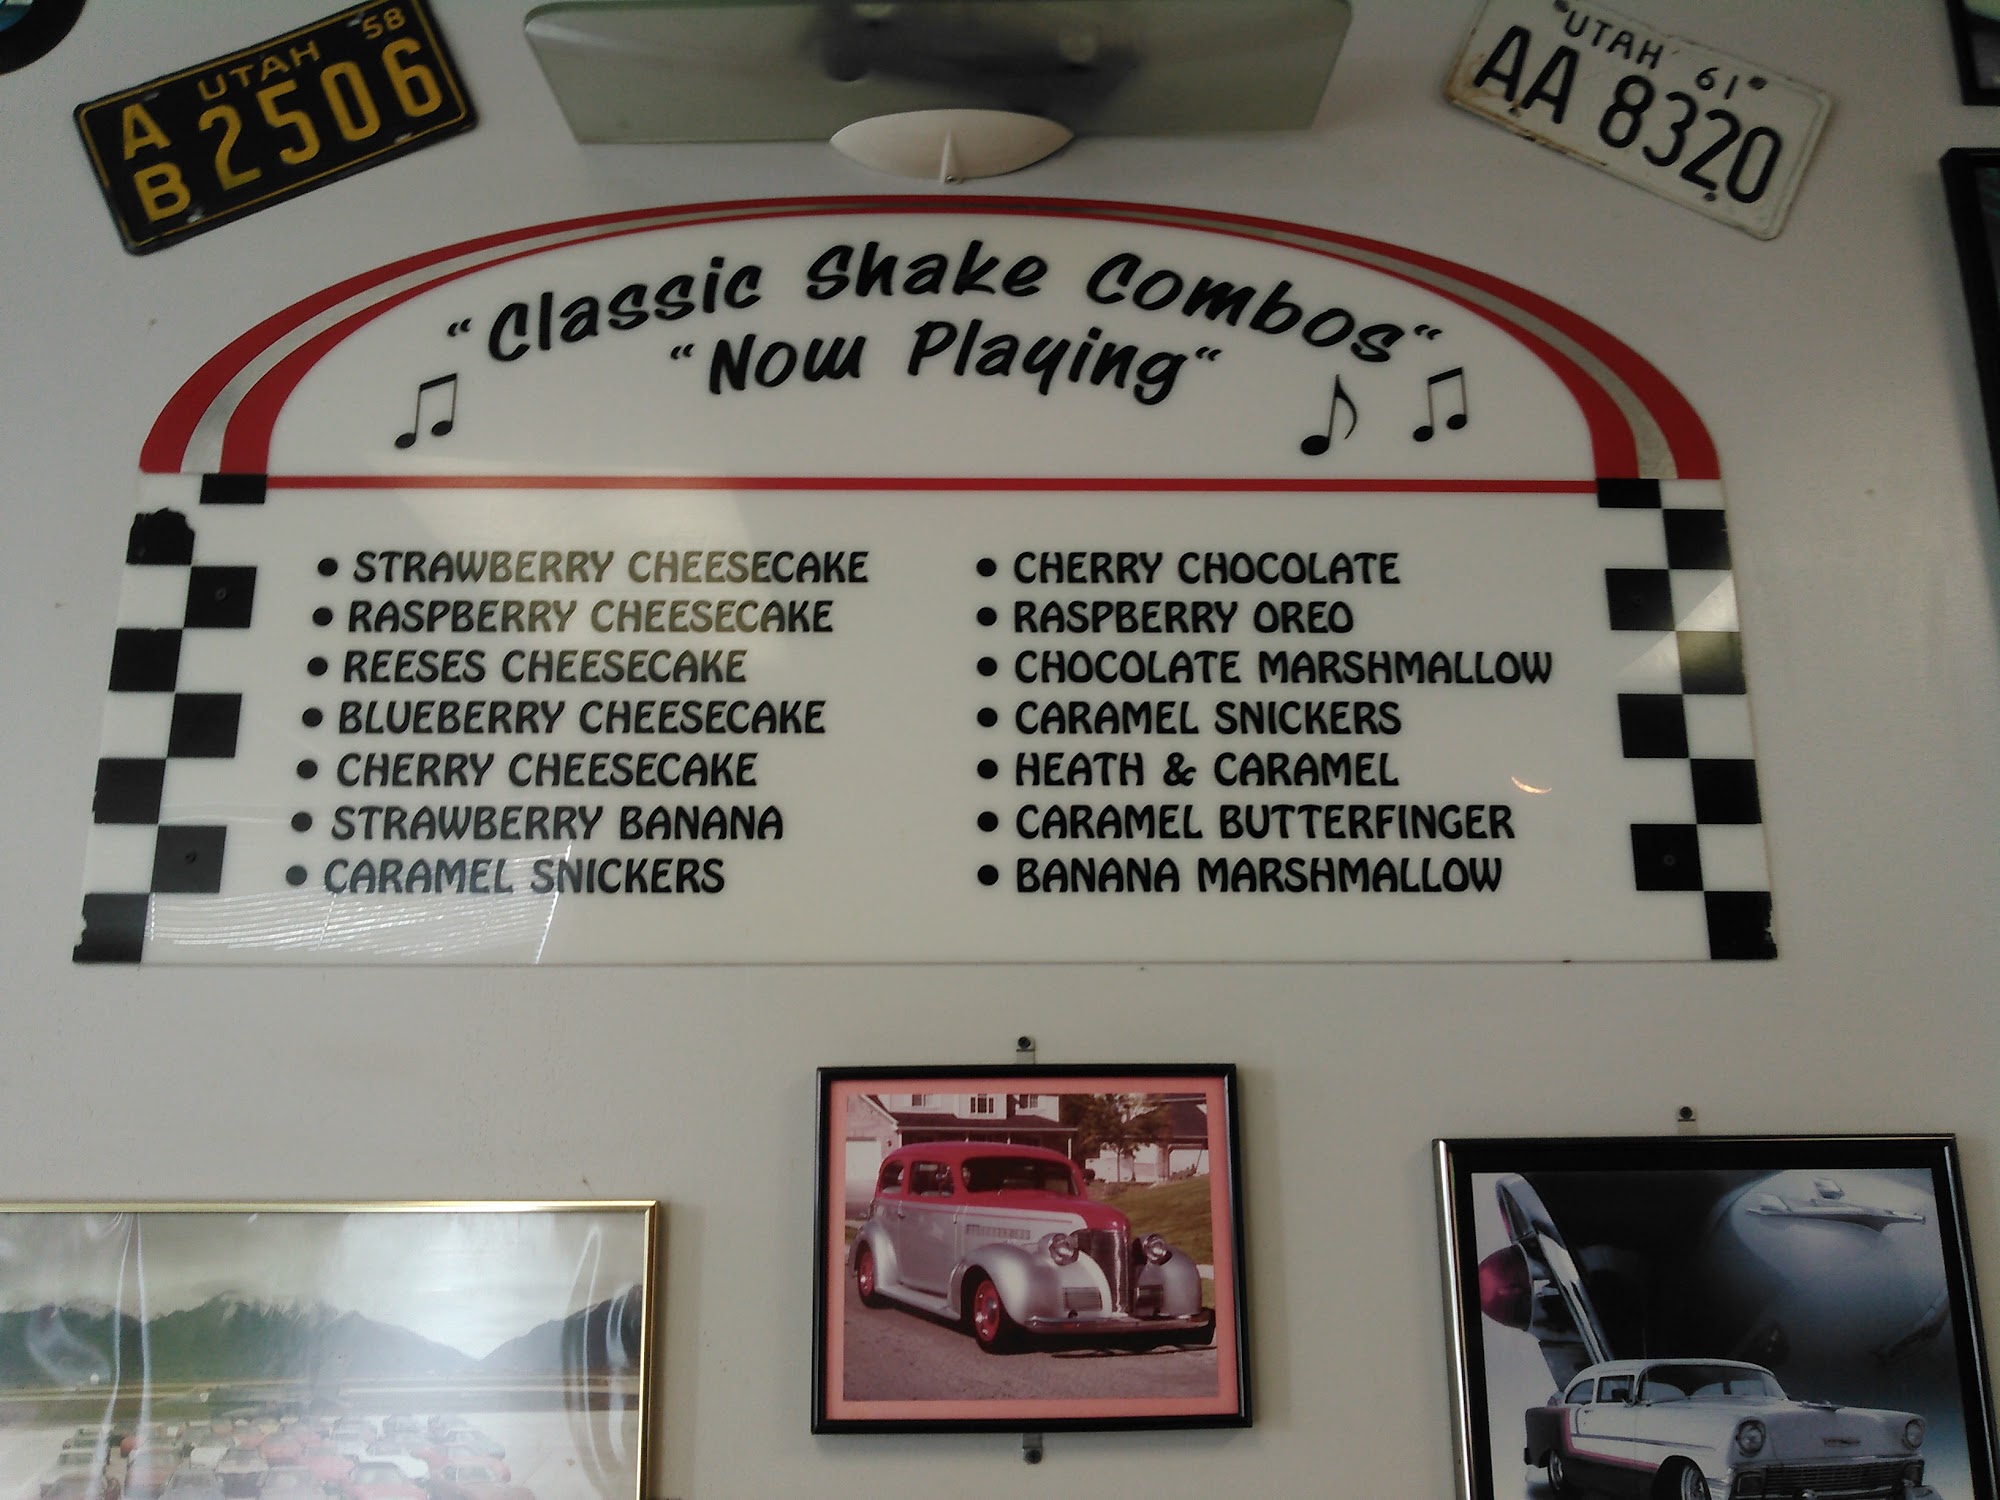 UTAH 58
AB 2506
UTAH 61
AA 8320
"Classic Shake Combos"
"Now Playing"
• STRAWBERRY CHEESECAKE
• RASPBERRY CHEESECAKE
• REESES CHEESECAKE
• BLUEBERRY CHEESECAKE
• CHERRY CHEESECAKE
• STRAWBERRY BANANA
• CARAMEL SNICKERS
• CHERRY CHOCOLATE
• RASPBERRY OREO
• CHOCOLATE MARSHMALLOW
• CARAMEL SNICKERS
• HEATH & CARAMEL
• CARAMEL BUTTERFINGER
• BANANA MARSHMALLOW